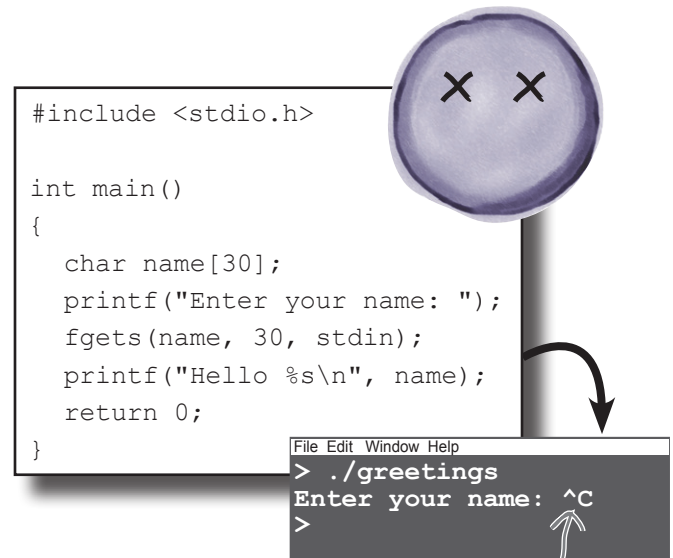 #include <stdio.h>
int main()
{
char name[30];
printf("Enter your name: ");
fgets(name, 30, stdin);
printf("Hello %s\n", name);
return 0;
}
File Edit Window Help
> ./greetings
Enter your name: ^C
>